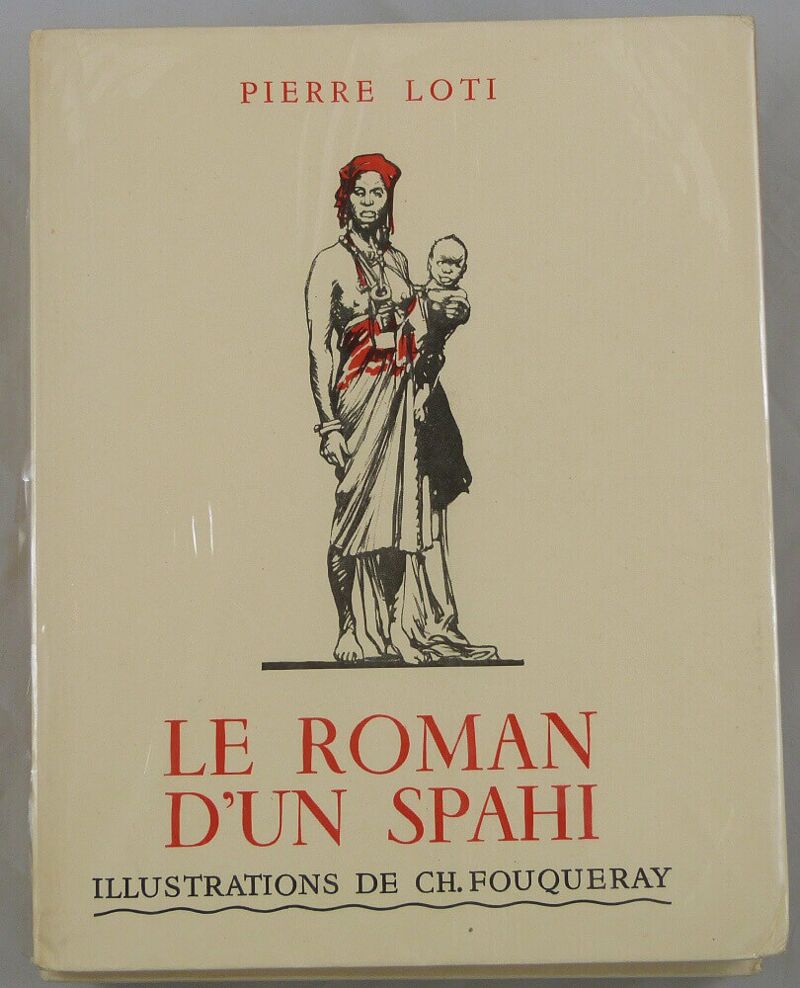 PIERRE LOTI
LE ROMAN
D'UN SPAHI
ILLUSTRATIONS DE CH. FOUQUERAY